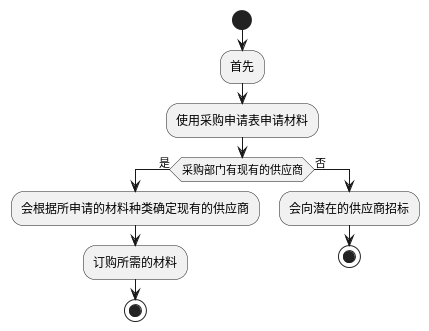 首先
使用采购申请表申请材料
采购部门有现有的供应商
是
否
会根据所申请的材料种类确定现有的供应商
会向潜在的供应商招标
订购所需的材料